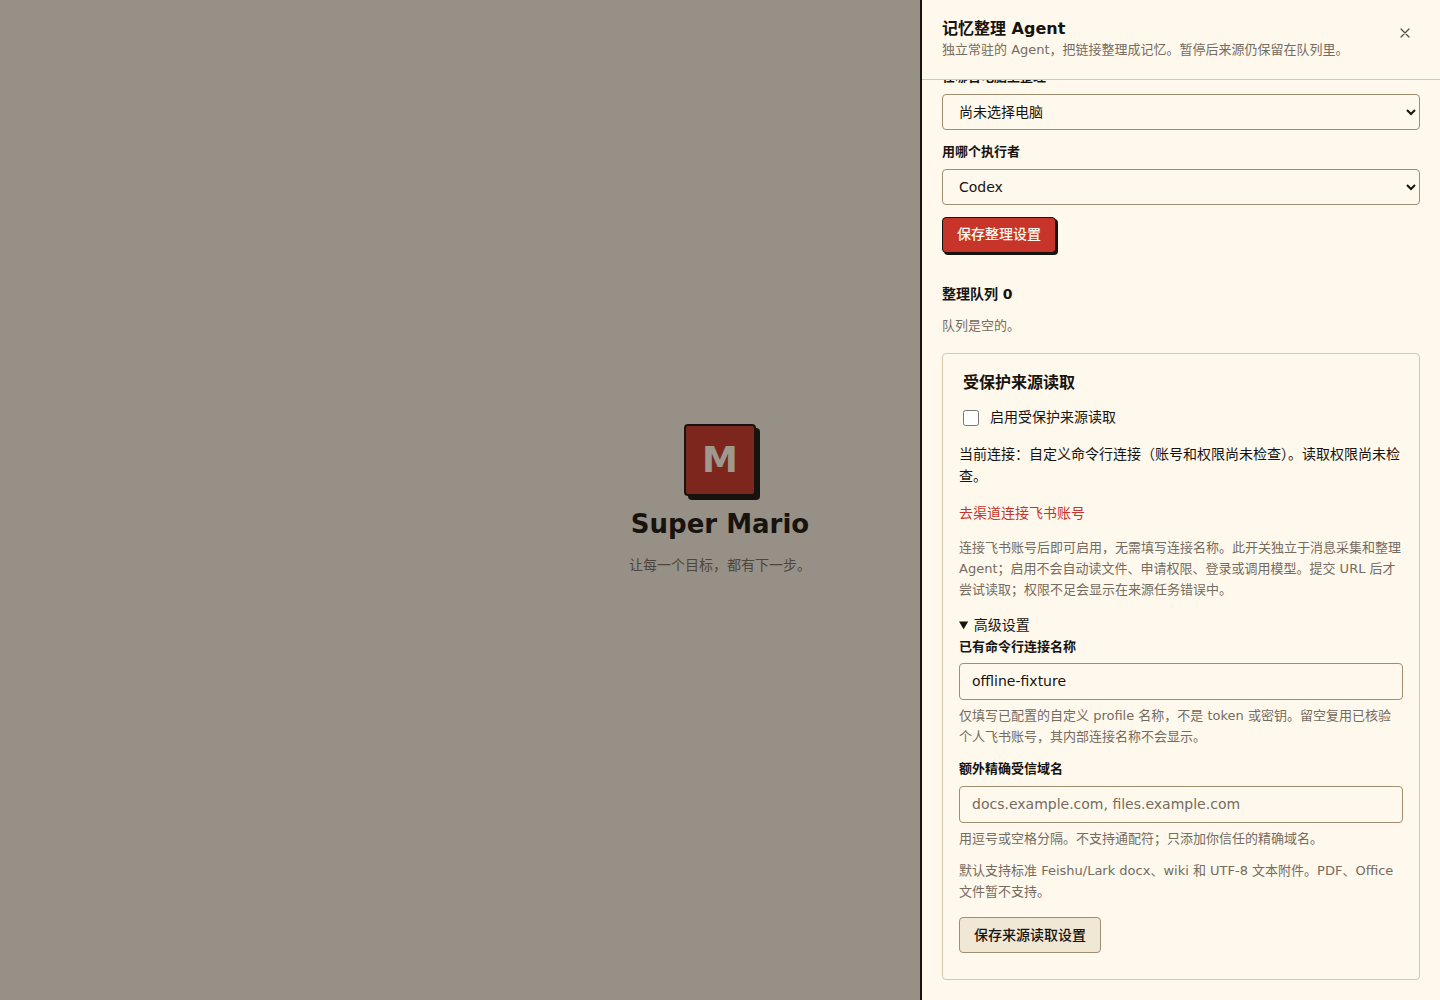 记忆整理 Agent
独立常驻的 Agent，把链接整理成记忆。暂停后来源仍保留在队列里。
尚未选择电脑
用哪个执行者
Codex
保存整理设置
整理队列 0
队列是空的。
受保护来源读取
启用受保护来源读取
当前连接：自定义命令行连接（账号和权限尚未检查）。读取权限尚未检
查。
去渠道连接飞书账号
连接飞书账号后即可启用，无需填写连接名称。此开关独立于消息采集和整理
Agent；启用不会自动读文件、申请权限、登录或调用模型。提交 URL 后才
尝试读取；权限不足会显示在来源任务错误中。
高级设置
已有命令行连接名称
offline-fixture
仅填写已配置的自定义 profile 名称，不是 token 或密钥。留空复用已核验
个人飞书账号，其内部连接名称不会显示。
额外精确受信域名
docs.example.com, files.example.com
用逗号或空格分隔。不支持通配符；只添加你信任的精确域名。
默认支持标准 Feishu/Lark docx、wiki 和 UTF-8 文本附件。PDF、Office
文件暂不支持。
保存来源读取设置
M
Super Mario
让每一个目标，都有下一步。